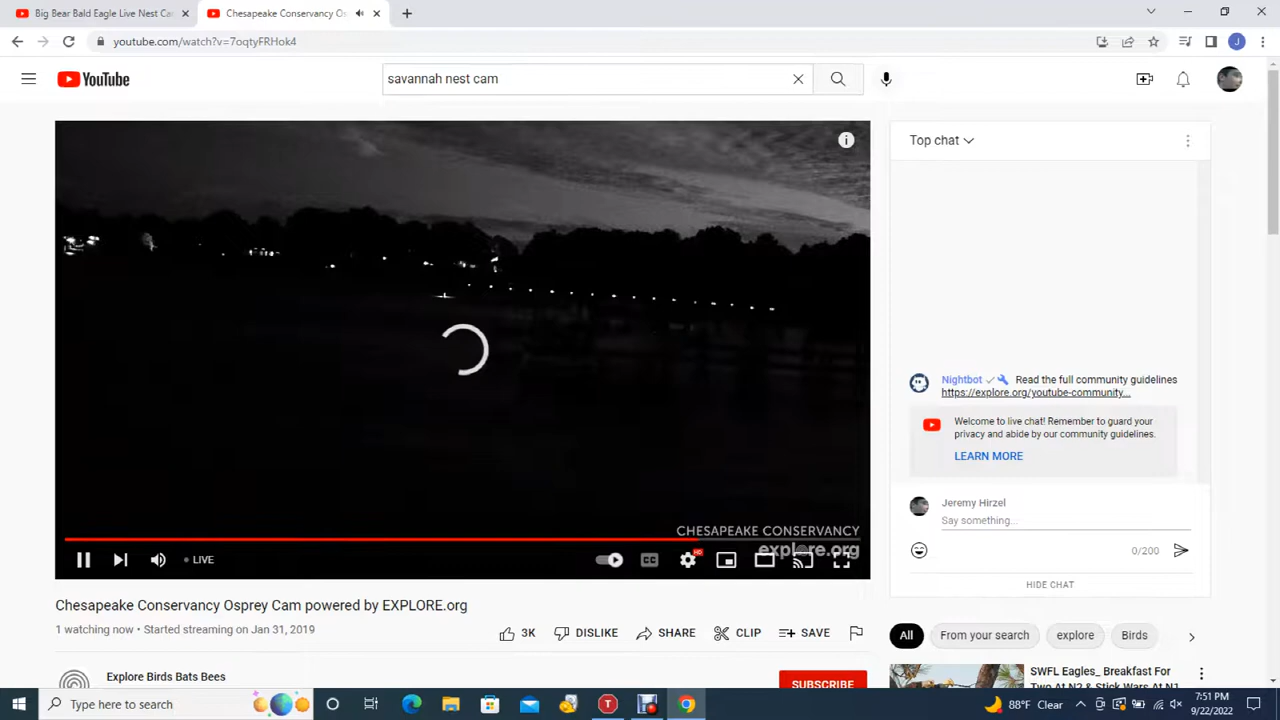 Big Bear Bald Eagle Live Nest Ca
Chesapeake Conservancy Os
youtube.com/watch?v=7oqtyFRHok4
J
YouTube
savannah nest cam
Top chat
Nightbot Read the full community guidelines
https://explore.org/youtube-community...
Welcome to live chat! Remember to guard your
privacy and abide by our community guidelines.
LEARN MORE
Jeremy Hirzel
Say something...
0/200
HIDE CHAT
CHESAPEAKE CONSERVANCY
explore.org
LIVE
CC
HD
Chesapeake Conservancy Osprey Cam powered by EXPLORE.org
1 watching now • Started streaming on Jan 31, 2019
3K
DISLIKE
SHARE
CLIP
SAVE
All
From your search
explore
Birds
Explore Birds Bats Bees
SUBSCRIBE
SWFL Eagles_ Breakfast For
Two At N2 & Stick Wars At N1
Type here to search
T
88°F Clear
7:51 PM
9/22/2022